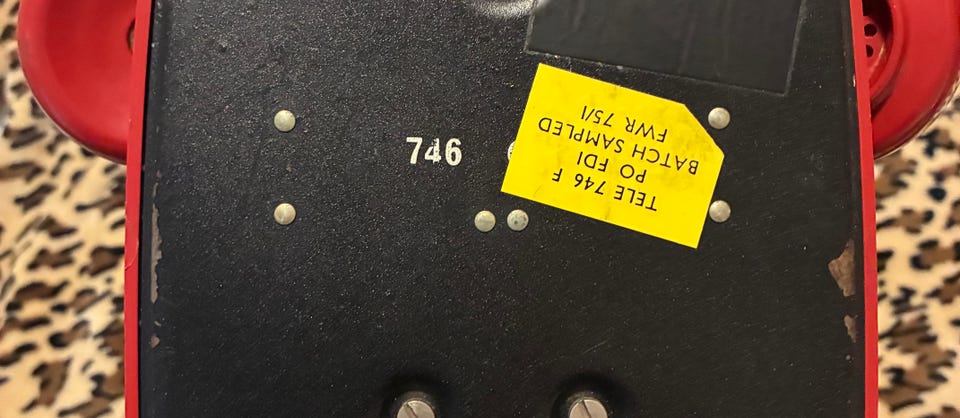 746
TELE 746 F
PO FDI
BATCH SAMPLED
FWR 75/1